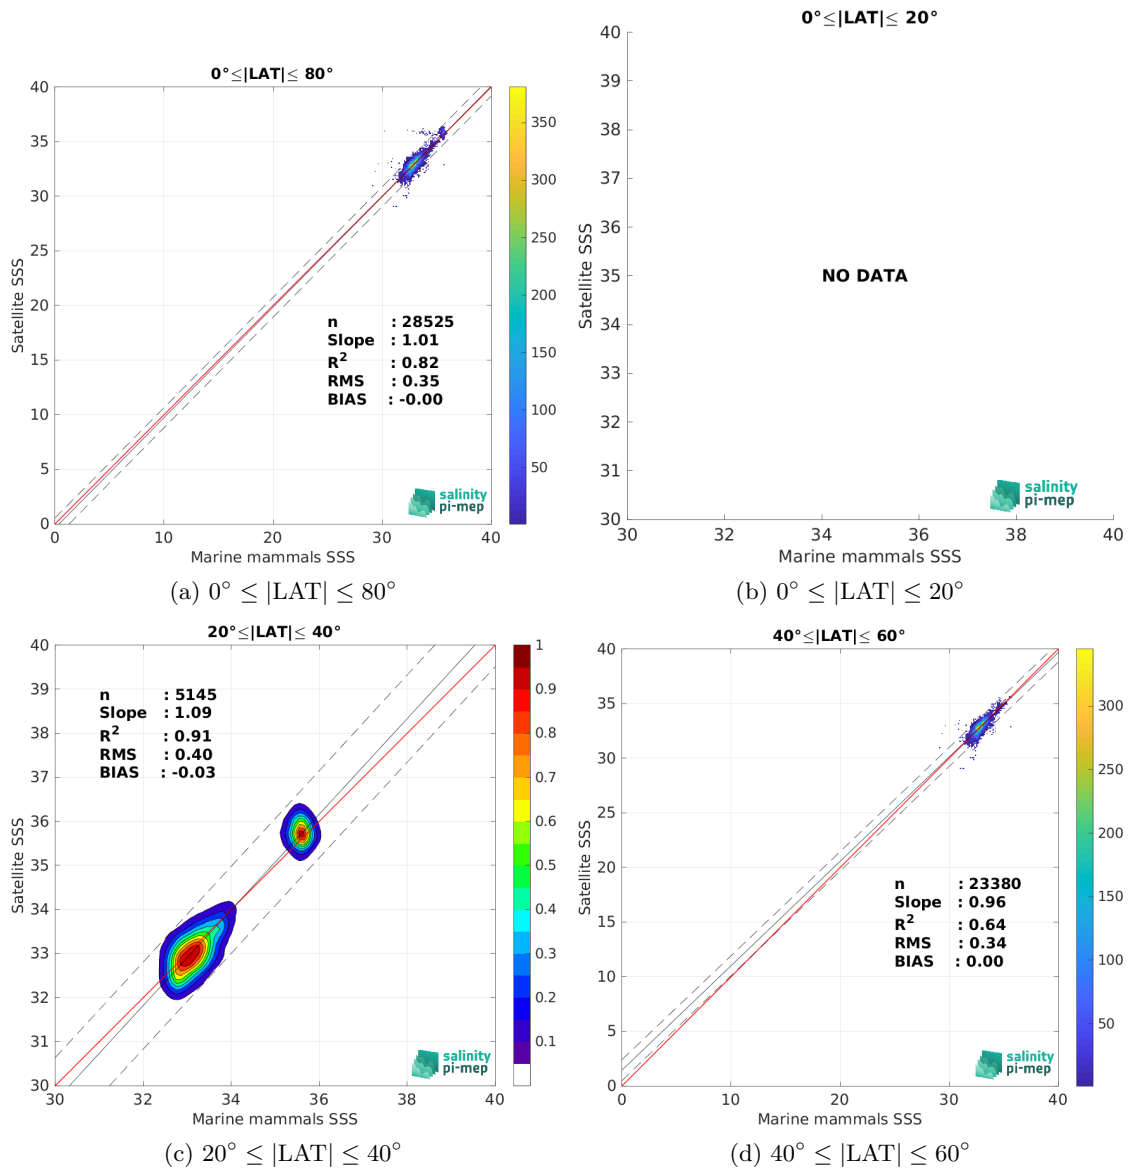 0°≤|LAT|≤ 80°
40
35
30
25
20
15
10
5
0
0
10
20
30
40
Satellite SSS
Marine mammals SSS
n : 28525
Slope : 1.01
R2 : 0.82
RMS : 0.35
BIAS : -0.00
salinity
pi-mep
350
300
250
200
150
100
50
(a) 0° ≤ |LAT| ≤ 80°
0°≤|LAT|≤ 20°
40
39
38
37
36
35
34
33
32
31
30
30
32
34
36
38
40
Satellite SSS
Marine mammals SSS
NO DATA
salinity
pi-mep
(b) 0° ≤ |LAT| ≤ 20°
20°≤|LAT|≤ 40°
40
39
38
37
36
35
34
33
32
31
30
30
32
34
36
38
40
Satellite SSS
Marine mammals SSS
n : 5145
Slope : 1.09
R2 : 0.91
RMS : 0.40
BIAS : -0.03
salinity
pi-mep
1
0.9
0.8
0.7
0.6
0.5
0.4
0.3
0.2
0.1
(c) 20° ≤ |LAT| ≤ 40°
40°≤|LAT|≤ 60°
40
35
30
25
20
15
10
5
0
0
10
20
30
40
Satellite SSS
Marine mammals SSS
n : 23380
Slope : 0.96
R2 : 0.64
RMS : 0.34
BIAS : 0.00
salinity
pi-mep
300
250
200
150
100
50
(d) 40° ≤ |LAT| ≤ 60°